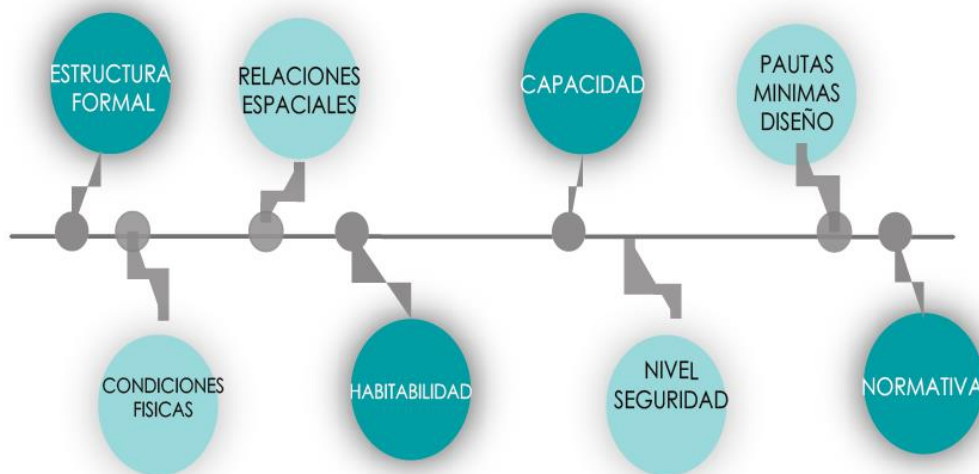 ESTRUCTURA
FORMAL
RELACIONES
ESPACIALES
CAPACIDAD
PAUTAS
MINIMAS
DISEÑO
CONDICIONES
FISICAS
HABITABILIDAD
NIVEL
SEGURIDAD
NORMATIVA